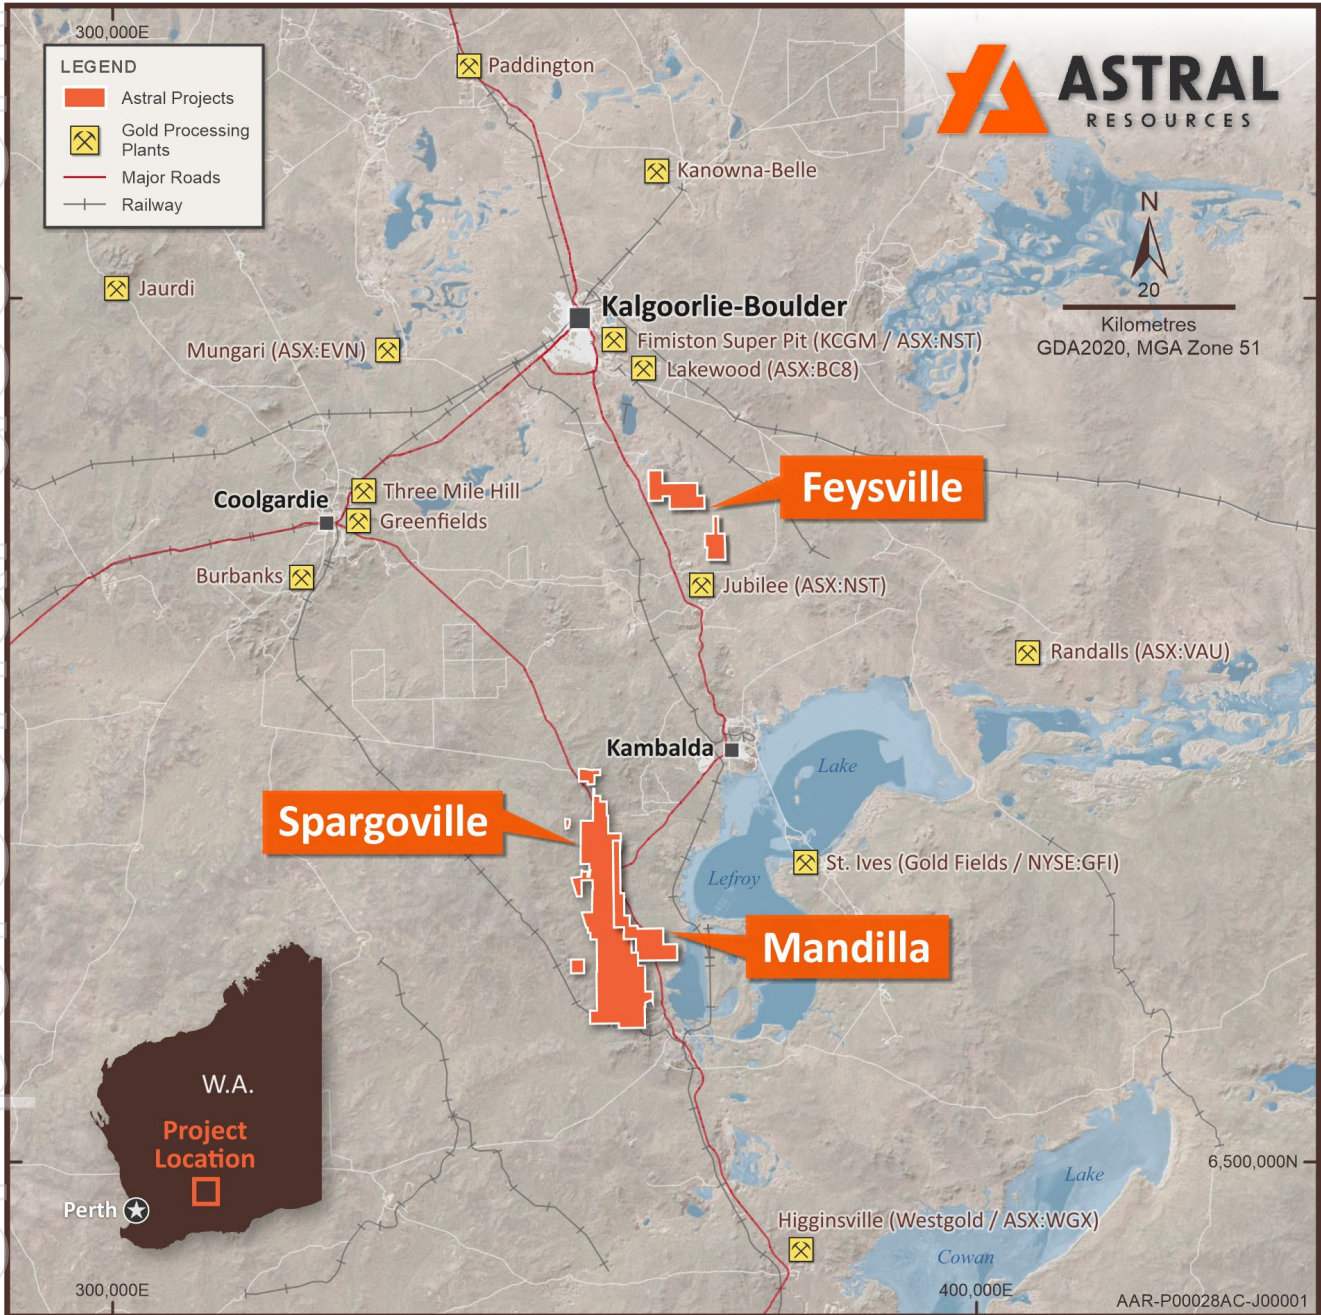 300,000E
LEGEND
Astral Projects
Gold Processing
Plants
Major Roads
Railway
ASTRAL
RESOURCES
Paddington
Kanowna-Belle
N
20
Kilometres
GDA2020, MGA Zone 51
Jaurdi
Kalgoorlie-Boulder
Mungari (ASX:EVN)
Fimiston Super Pit (KCGM / ASX:NST)
Lakewood (ASX:BC8)
Feysville
Coolgardie
Three Mile Hill
Greenfields
Burbanks
Jubilee (ASX:NST)
Randalls (ASX:VAU)
Kambalda
Lake
Spargoville
St. Ives (Gold Fields / NYSE:GFI)
Lefroy
Mandilla
W.A.
Project
Location
Perth
6,500,000N
Lake
Higginsville (Westgold / ASX:WGX)
Cowan
300,000E
400,000E
AAR-P00028AC-J00001